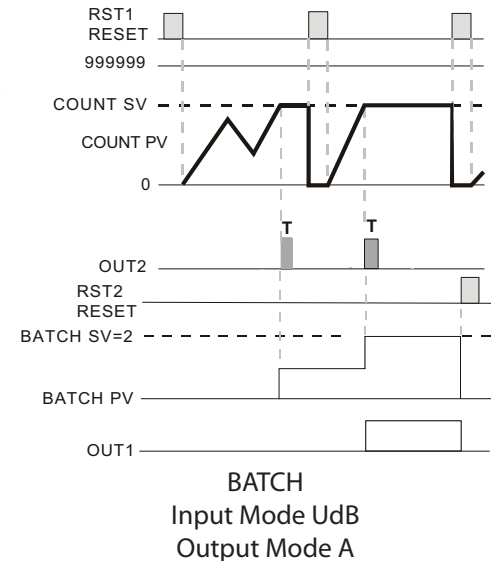 RST1
RESET
999999
COUNT SV
COUNT PV
0
T T
OUT2
RST2
RESET
BATCH SV=2
BATCH PV
OUT1
BATCH
Input Mode UdB
Output Mode A